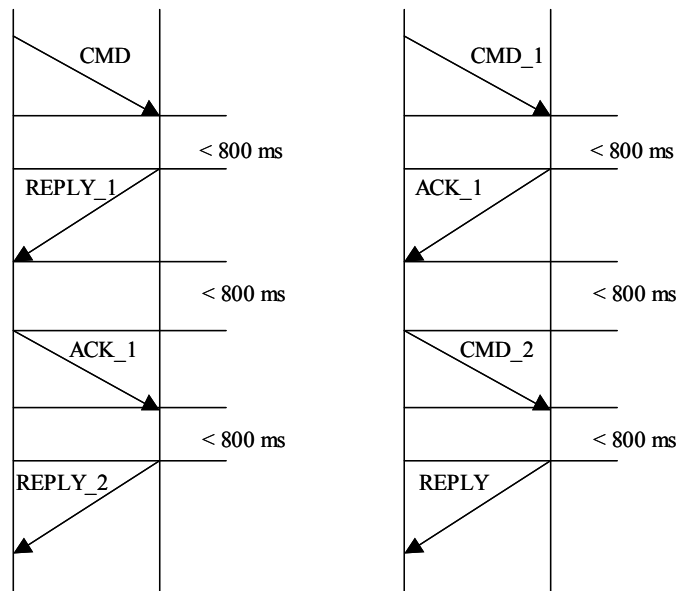 CMD
< 800 ms
REPLY_1
< 800 ms
ACK_1
< 800 ms
REPLY_2
CMD_1
< 800 ms
ACK_1
< 800 ms
CMD_2
< 800 ms
REPLY